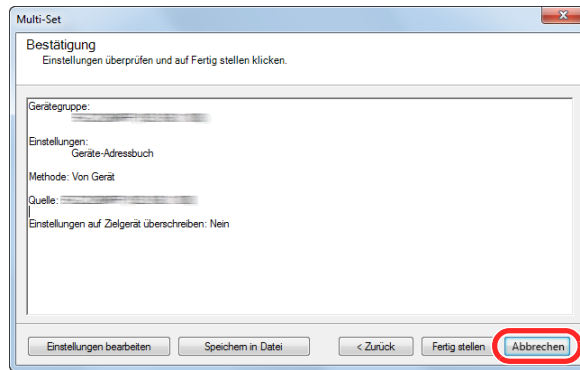 Multi-Set
Bestätigung
Einstellungen überprüfen und auf Fertig stellen klicken.
Gerätegruppe:
Einstellungen:
Geräte-Adressbuch
Methode: Von Gerät
Quelle:
Einstellungen auf Zielgerät überschreiben: Nein
Einstellungen bearbeiten
Speichern in Datei
< Zurück
Fertig stellen
Abbrechen